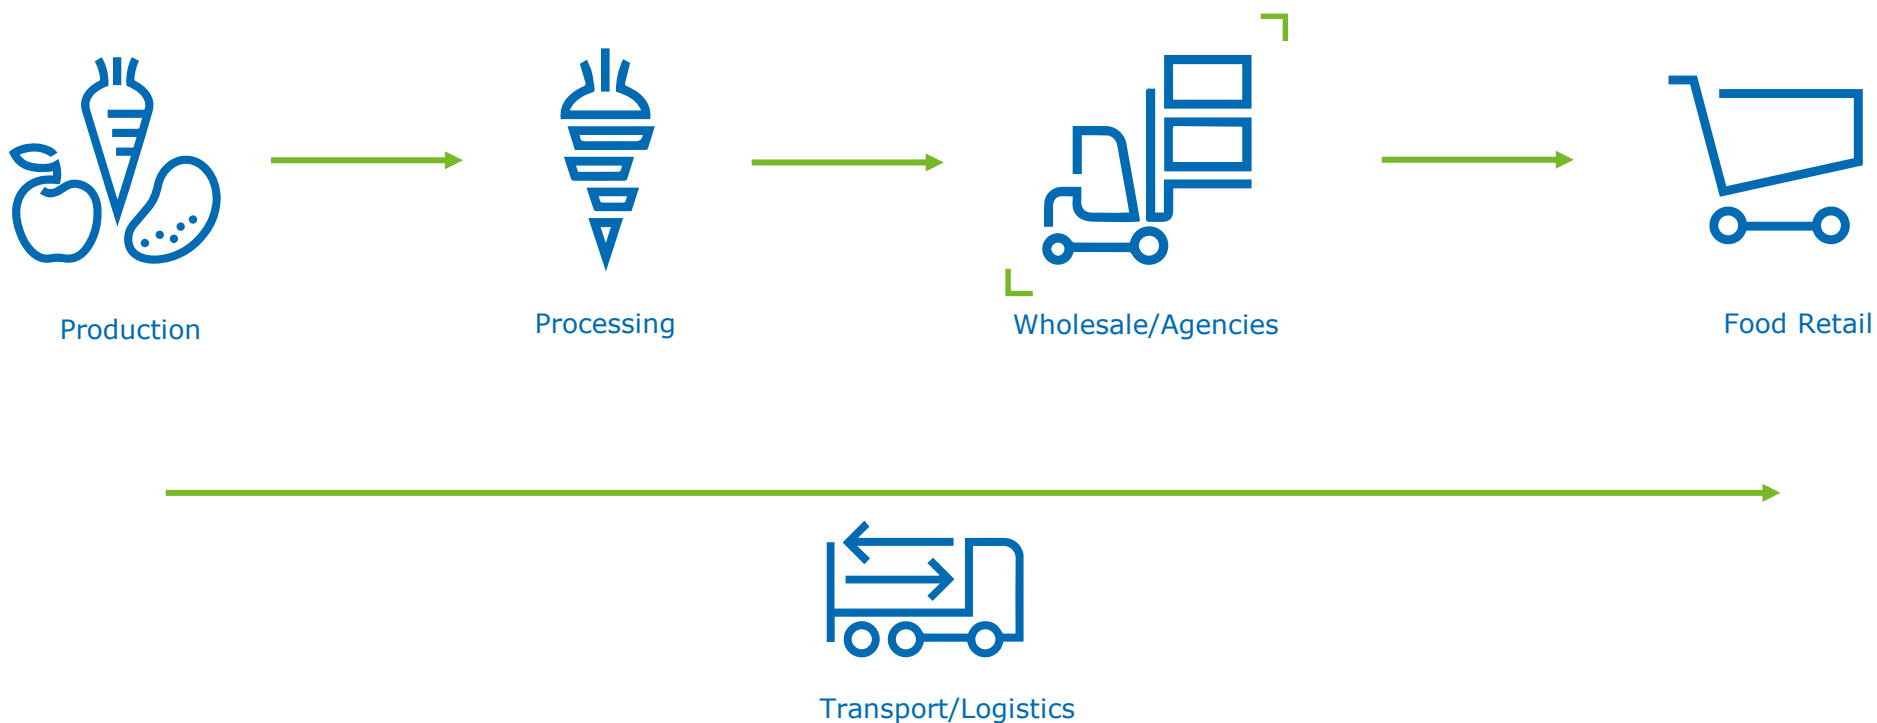 Production
Processing
Wholesale/Agencies
Food Retail
Transport/Logistics